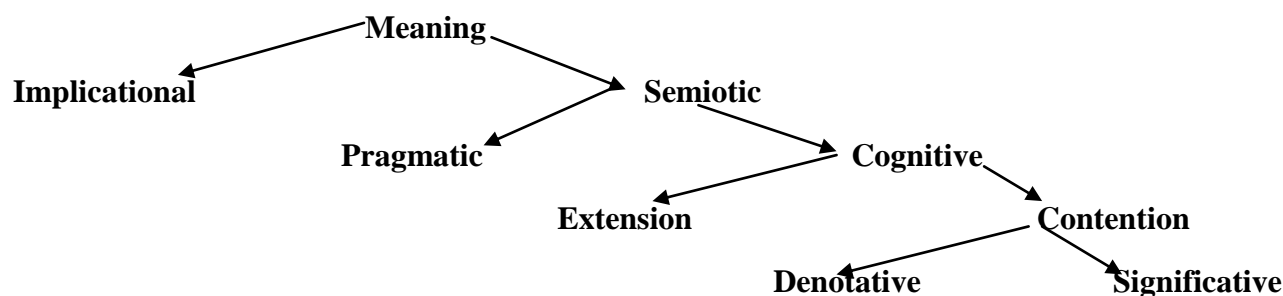 Meaning
Implicational Semiotic
Pragmatic Cognitive
Extension Contention
Denotative Significative